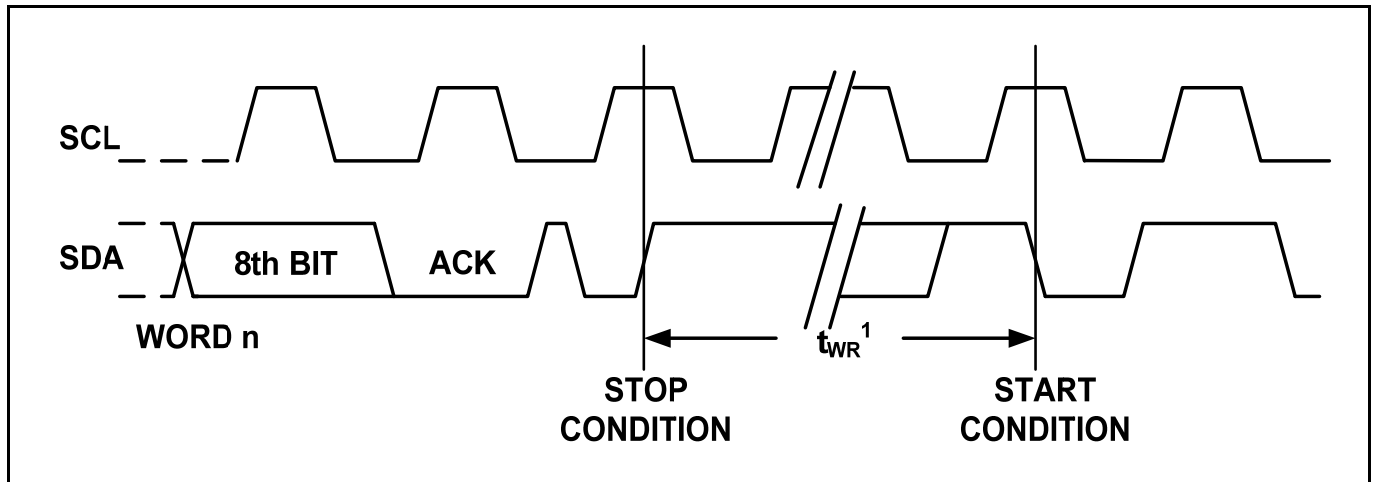 SCL
SDA
8th BIT
ACK
WORD n
tWR1
STOP
CONDITION
START
CONDITION